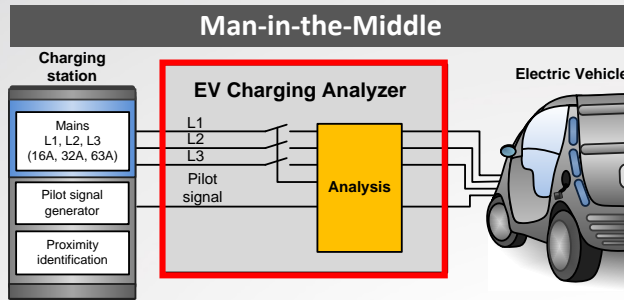 Man-in-the-Middle
Charging
station
Mains
L1, L2, L3
(16A, 32A, 63A)
Pilot signal
generator
Proximity
identification
EV Charging Analyzer
L1
L2
L3
Pilot
signal
Analysis
Electric Vehicle